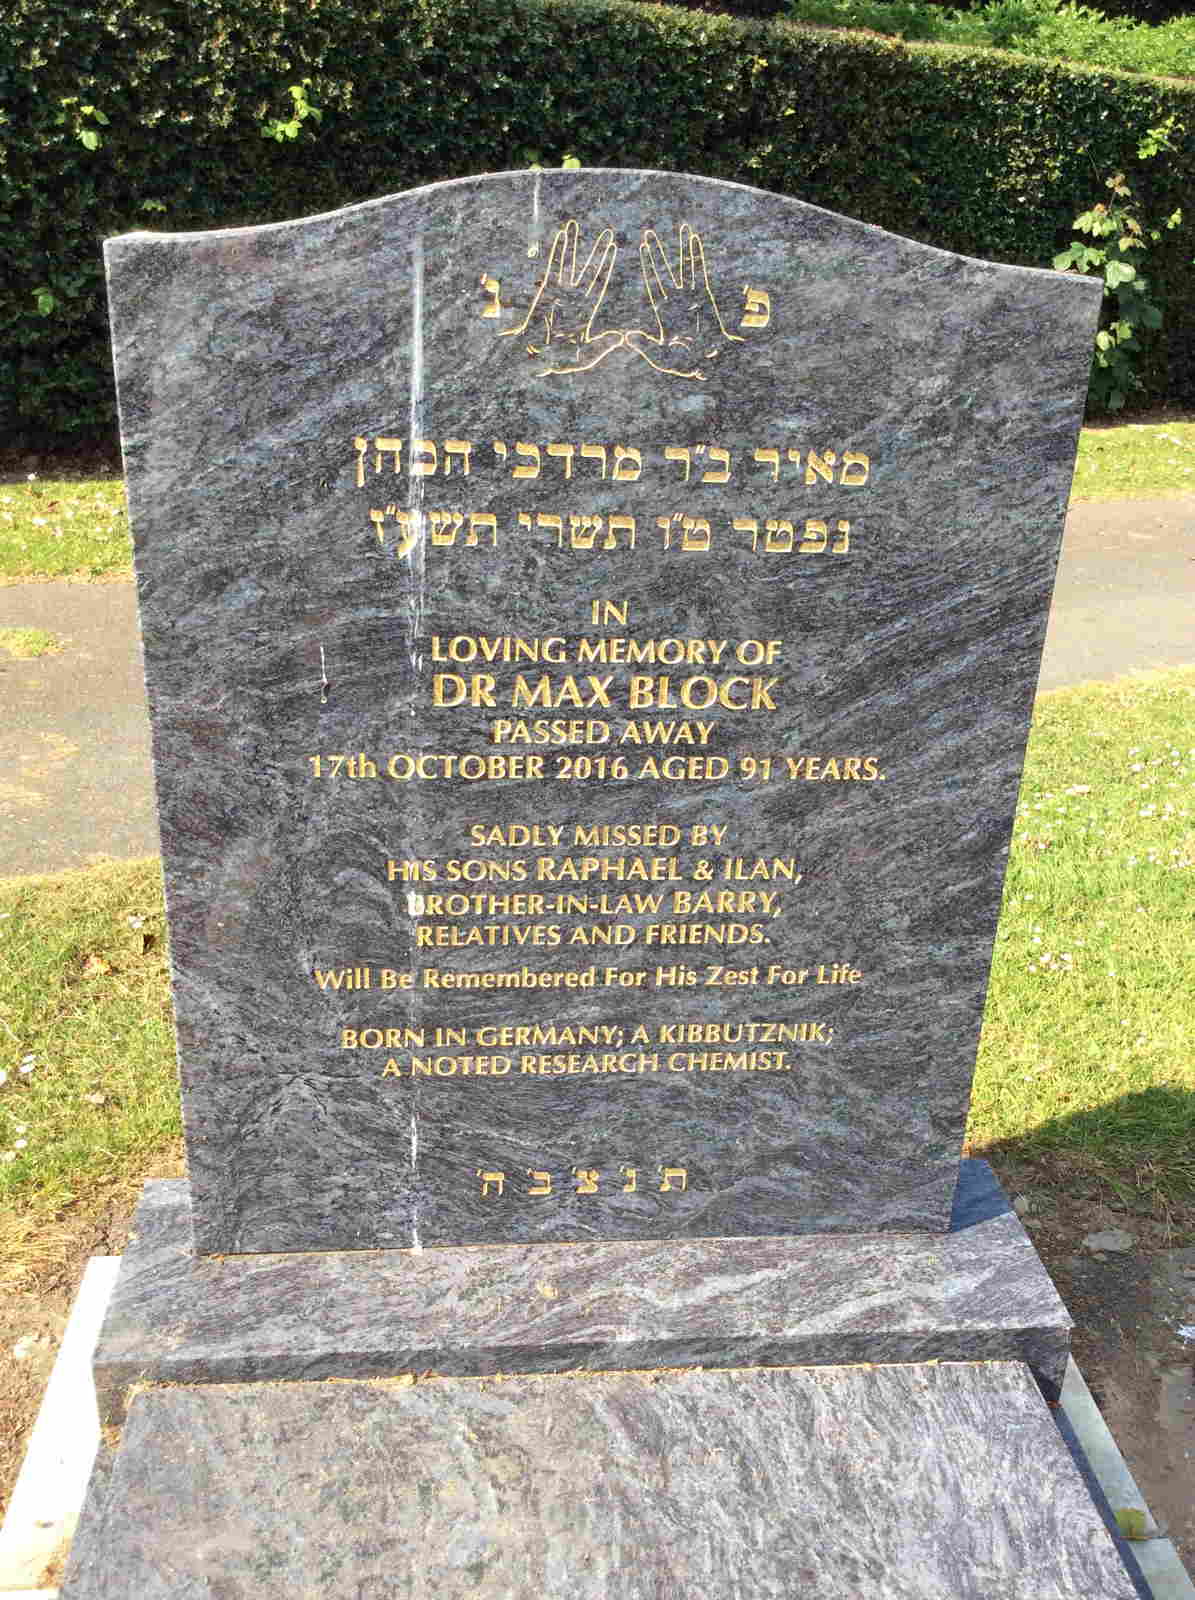 פ' נ'
מאיר ב״ר מרדכי הכהן
נפטר ט״ו תשרי תשע״ז
IN
LOVING MEMORY OF
DR MAX BLOCK
PASSED AWAY
17th OCTOBER 2016 AGED 91 YEARS.
SADLY MISSED BY
HIS SONS RAPHAEL & ILAN,
BROTHER-IN-LAW BARRY,
RELATIVES AND FRIENDS.
Will Be Remembered For His Zest For Life
BORN IN GERMANY; A KIBBUTZNIK;
A NOTED RESEARCH CHEMIST.
ת' נ' צ' ב' ה'